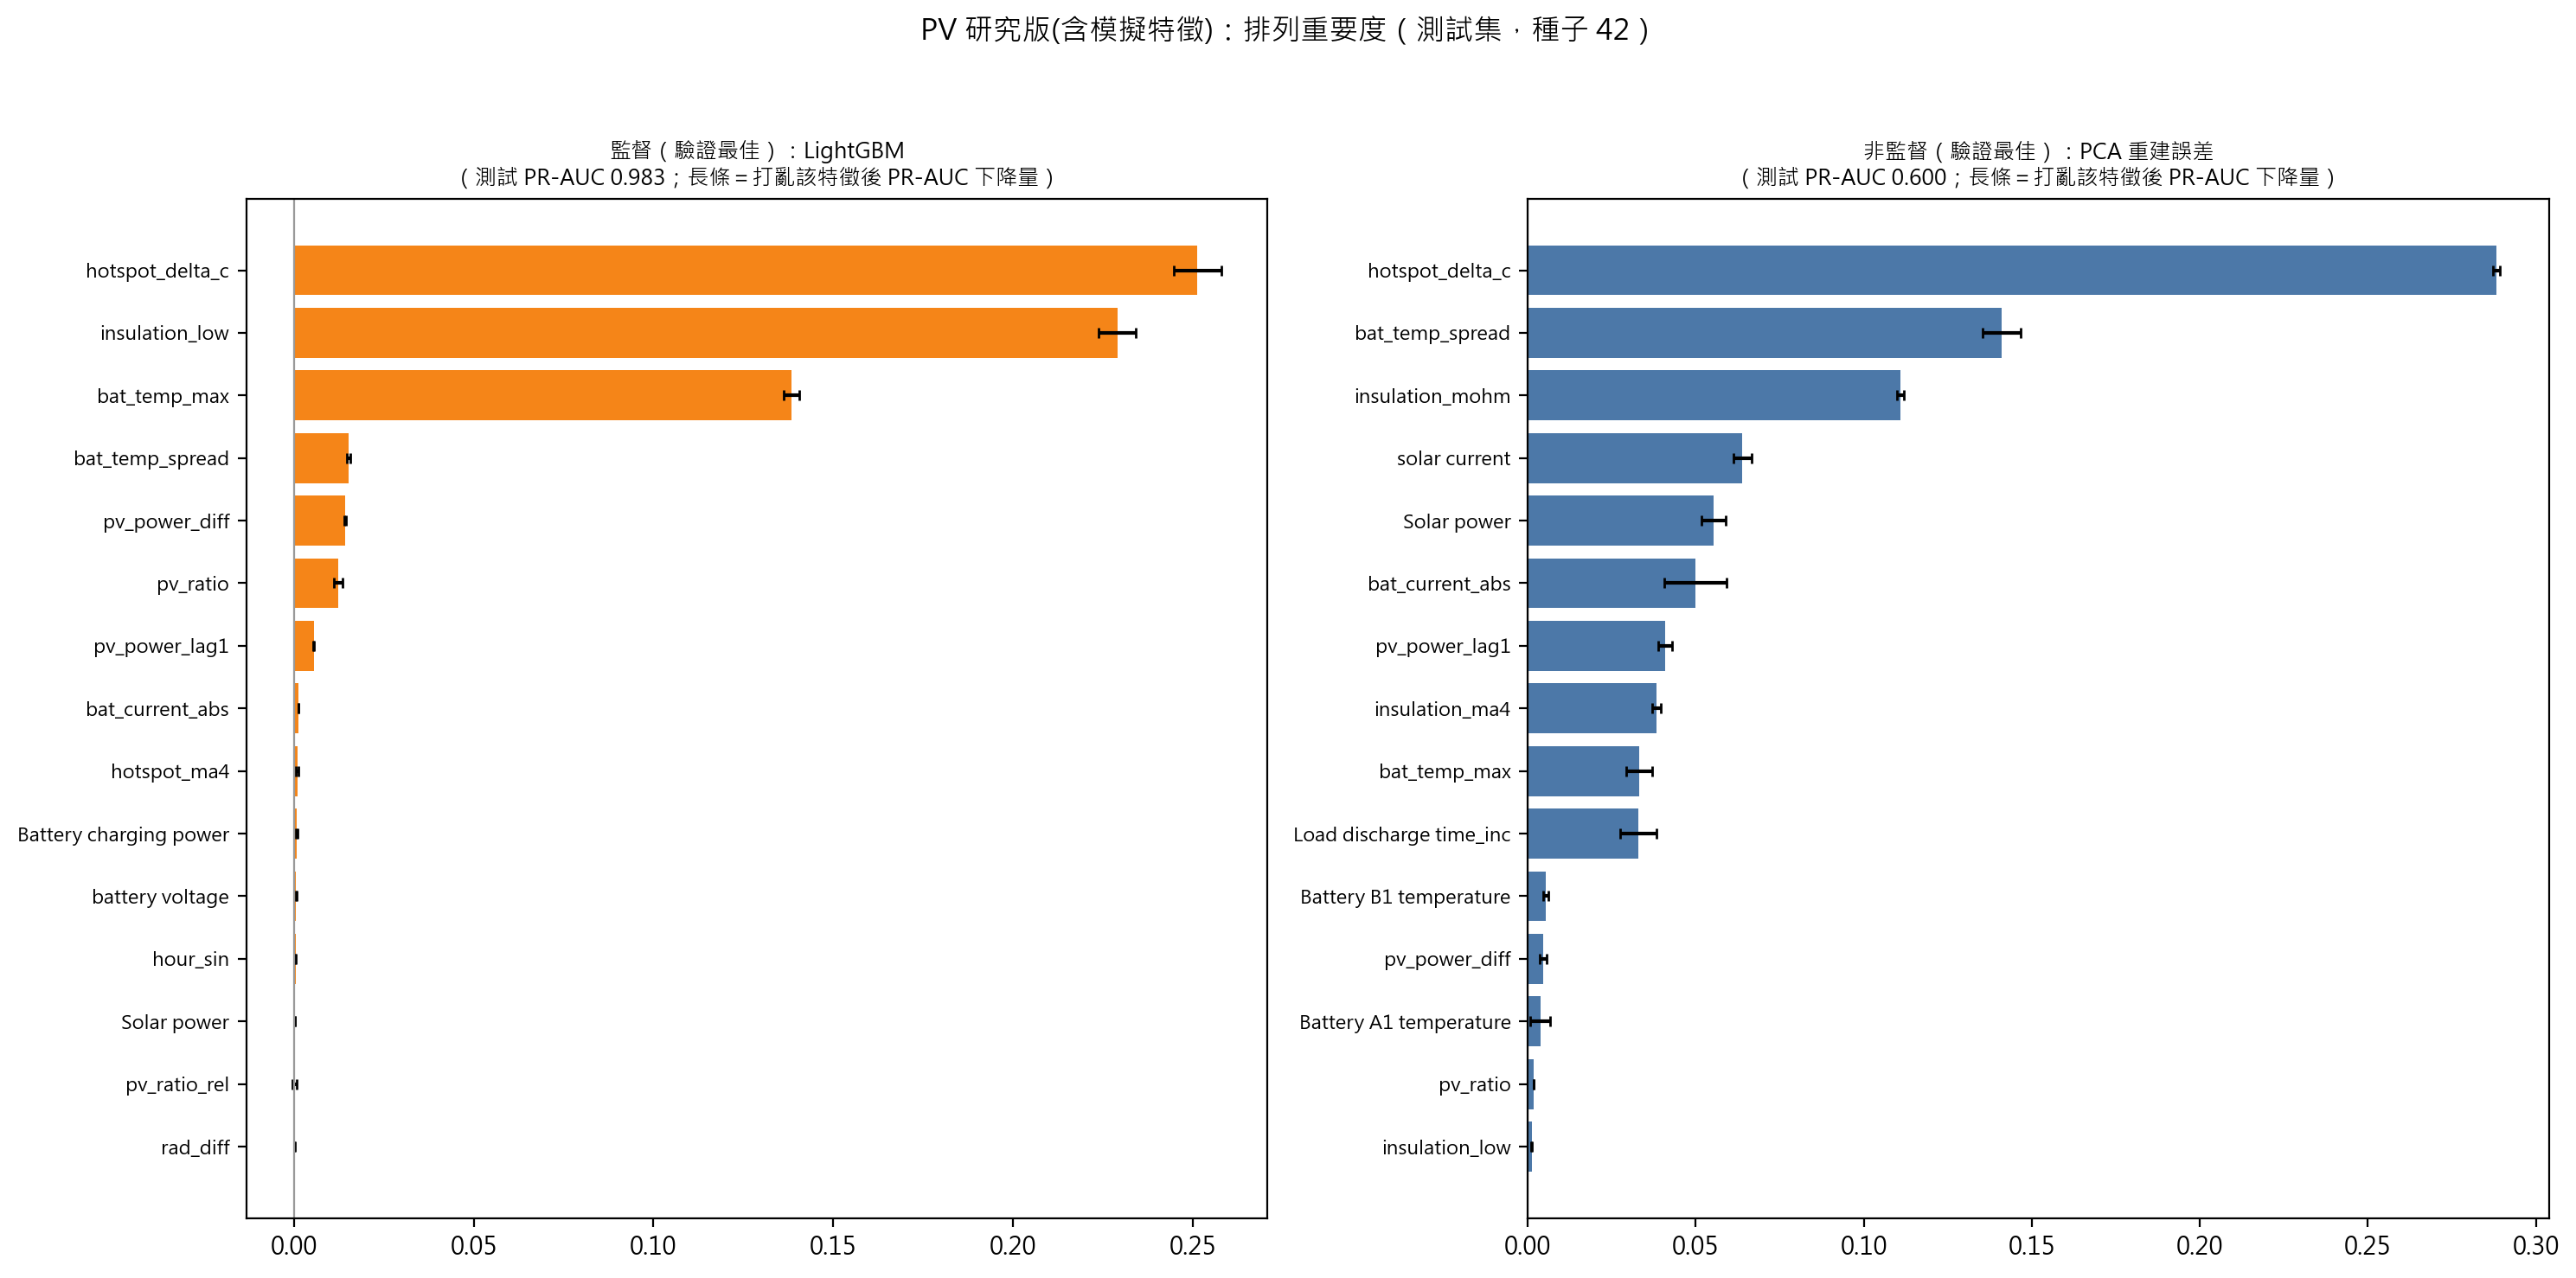 PV 研究版(含模擬特徵)：排列重要度（測試集，種子 42）
監督（驗證最佳）：LightGBM
（測試 PR-AUC 0.983；長條＝打亂該特徵後 PR-AUC 下降量）
hotspot_delta_c
insulation_low
bat_temp_max
bat_temp_spread
pv_power_diff
pv_ratio
pv_power_lag1
bat_current_abs
hotspot_ma4
Battery charging power
battery voltage
hour_sin
Solar power
pv_ratio_rel
rad_diff
0.00 0.05 0.10 0.15 0.20 0.25
非監督（驗證最佳）：PCA 重建誤差
（測試 PR-AUC 0.600；長條＝打亂該特徵後 PR-AUC 下降量）
hotspot_delta_c
bat_temp_spread
insulation_mohm
solar current
Solar power
bat_current_abs
pv_power_lag1
insulation_ma4
bat_temp_max
Load discharge time_inc
Battery B1 temperature
pv_power_diff
Battery A1 temperature
pv_ratio
insulation_low
0.00 0.05 0.10 0.15 0.20 0.25 0.30